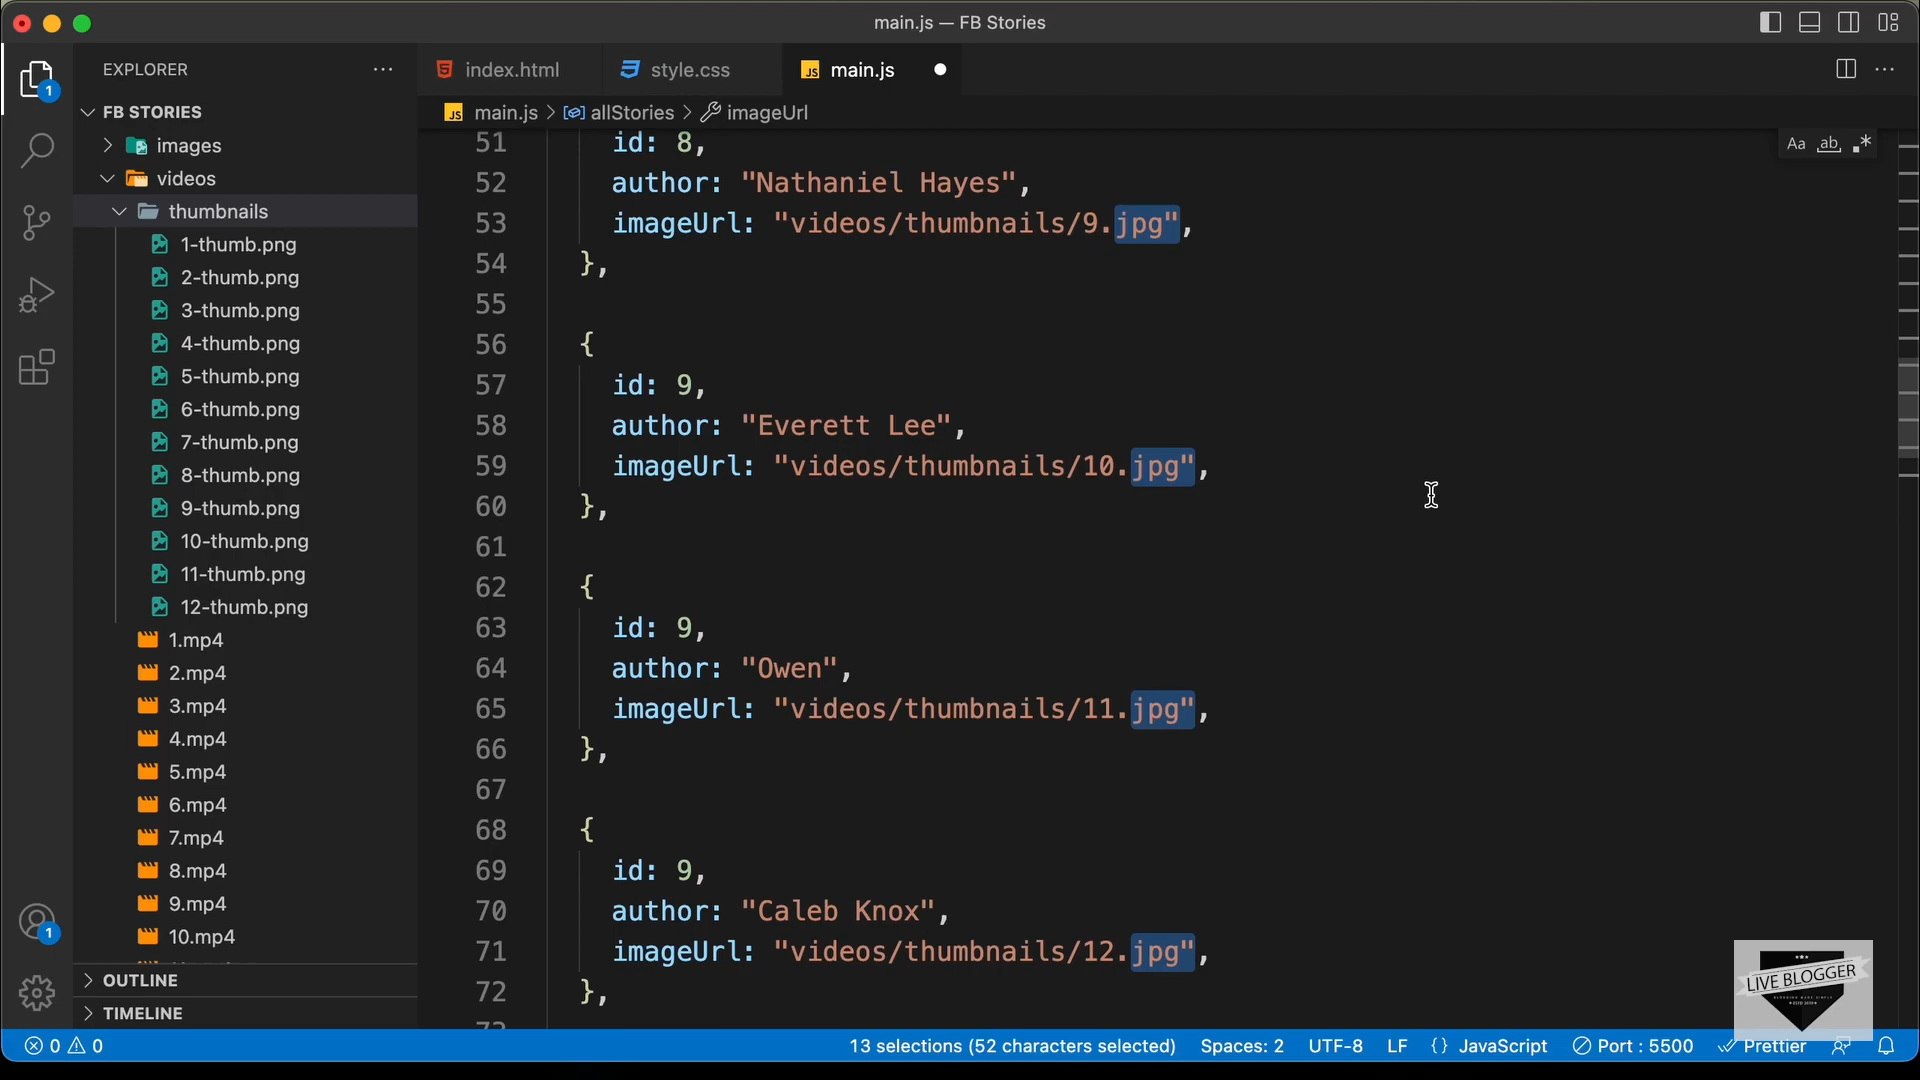 main.js — FB Stories
EXPLORER
index.html
style.css
main.js
FB STORIES
main.js
allStories
imageUrl
images
videos
thumbnails
1-thumb.png
2-thumb.png
3-thumb.png
4-thumb.png
5-thumb.png
6-thumb.png
7-thumb.png
8-thumb.png
9-thumb.png
10-thumb.png
11-thumb.png
12-thumb.png
1.mp4
2.mp4
3.mp4
4.mp4
5.mp4
6.mp4
7.mp4
8.mp4
9.mp4
10.mp4
OUTLINE
TIMELINE
1
1
Aa ab .*
51 id: 8,
52 author: "Nathaniel Hayes",
53 imageUrl: "videos/thumbnails/9.jpg",
54 },
55
56 {
57 id: 9,
58 author: "Everett Lee",
59 imageUrl: "videos/thumbnails/10.jpg",
60 },
61
62 {
63 id: 9,
64 author: "Owen",
65 imageUrl: "videos/thumbnails/11.jpg",
66 },
67
68 {
69 id: 9,
70 author: "Caleb Knox",
71 imageUrl: "videos/thumbnails/12.jpg",
72 },
LIVE BLOGGER
0 0
13 selections (52 characters selected) Spaces: 2 UTF-8 LF {} JavaScript Port : 5500 Prettier